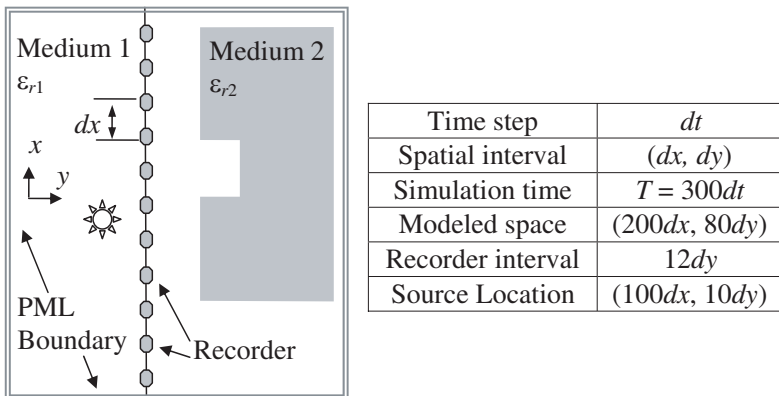 Medium 1
εr1
Medium 2
εr2
dx
x
y
PML
Boundary
Recorder
Time step dt
Spatial interval (dx, dy)
Simulation time T = 300dt
Modeled space (200dx, 80dy)
Recorder interval 12dy
Source Location (100dx, 10dy)